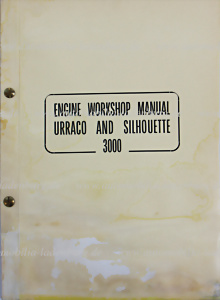 ENGINE WORKSHOP MANUAL
URRACO AND SILHOUETTE
3000